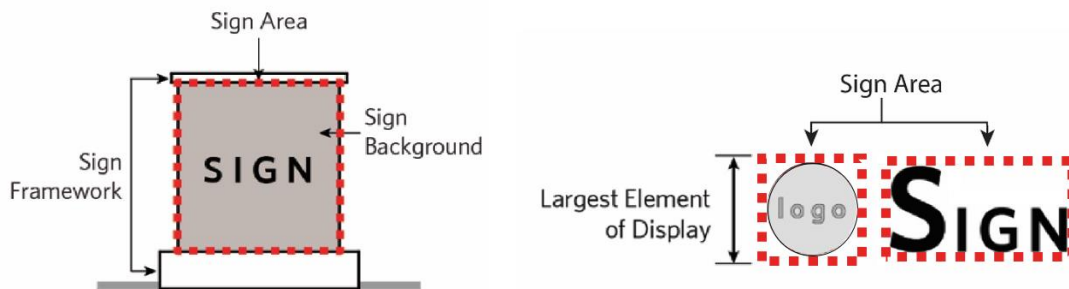 Sign Area
Sign
Background
SIGN
Sign
Framework
Sign Area
Largest Element
of Display
logo
SIGN